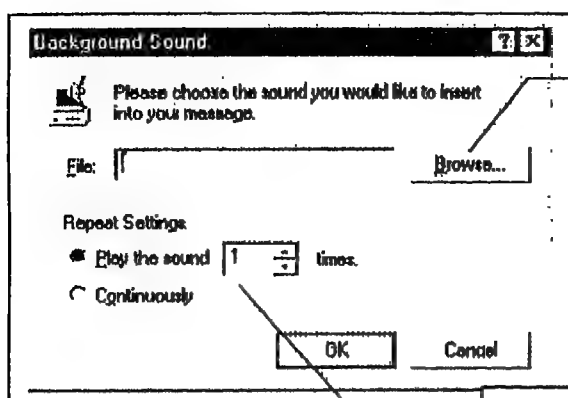 Background Sound
Please choose the sound you would like to insert
into your message.
File:
Browse...
Repeat Settings
Play the sound 1 times.
Continuously
OK Cancel